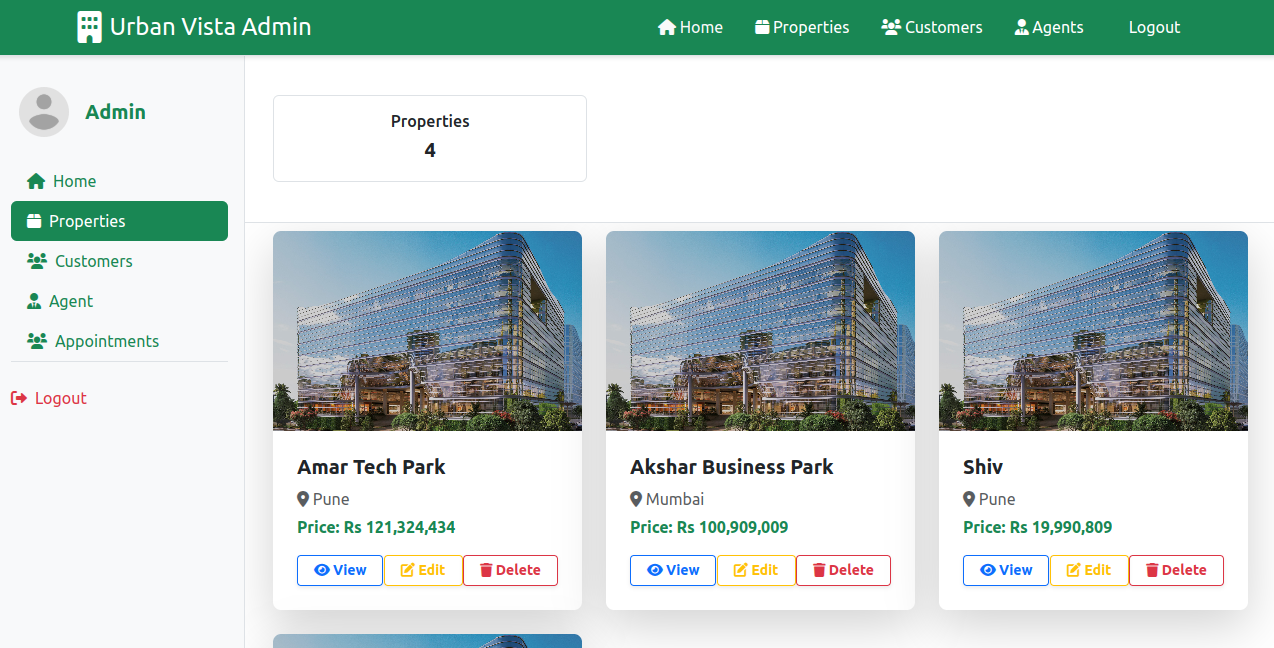 Urban Vista Admin
Home Properties Customers Agents Logout
Admin
Home
Properties
Customers
Agent
Appointments
Logout
Properties
4
Amar Tech Park
Pune
Price: Rs 121,324,434
View Edit Delete
Akshar Business Park
Mumbai
Price: Rs 100,909,009
View Edit Delete
Shiv
Pune
Price: Rs 19,990,809
View Edit Delete